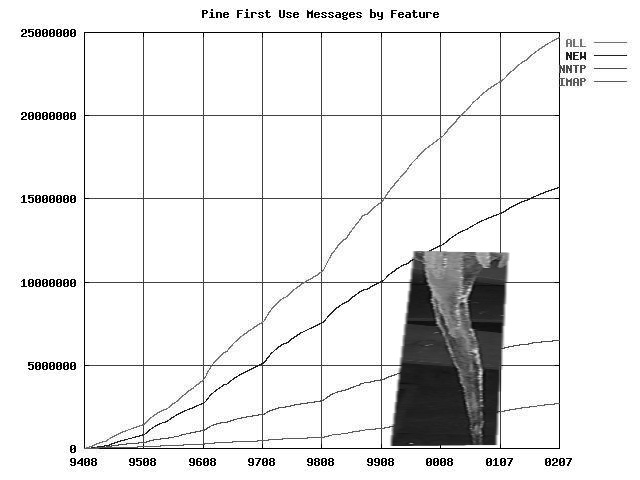 Pine First Use Messages by Feature
25000000
20000000
15000000
10000000
5000000
0
ALL
NEW
NNTP
IMAP
9408 9508 9608 9708 9808 9908 0008 0107 0207